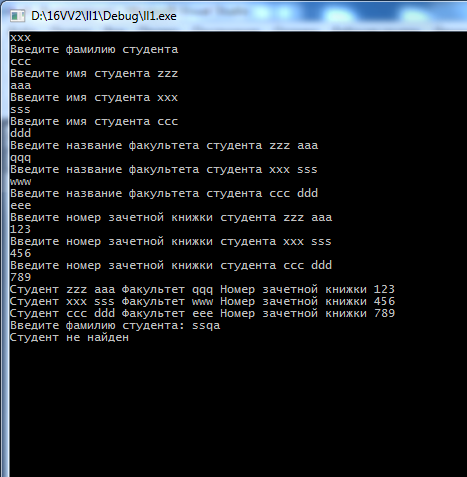 D:\16VV2\ll1\Debug\ll1.exe
xxx
Введите фамилию студента
ccc
Введите имя студента zzz
aaa
Введите имя студента xxx
sss
Введите имя студента ccc
ddd
Введите название факультета студента zzz aaa
qqq
Введите название факультета студента xxx sss
www
Введите название факультета студента ccc ddd
eee
Введите номер зачетной книжки студента zzz aaa
123
Введите номер зачетной книжки студента xxx sss
456
Введите номер зачетной книжки студента ccc ddd
789
Студент zzz aaa Факультет qqq Номер зачетной книжки 123
Студент xxx sss Факультет www Номер зачетной книжки 456
Студент ccc ddd Факультет eee Номер зачетной книжки 789
Введите фамилию студента: ssqa
Студент не найден